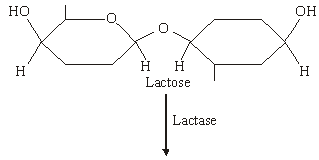 HO O O OH
H H H H
Lactose
Lactase